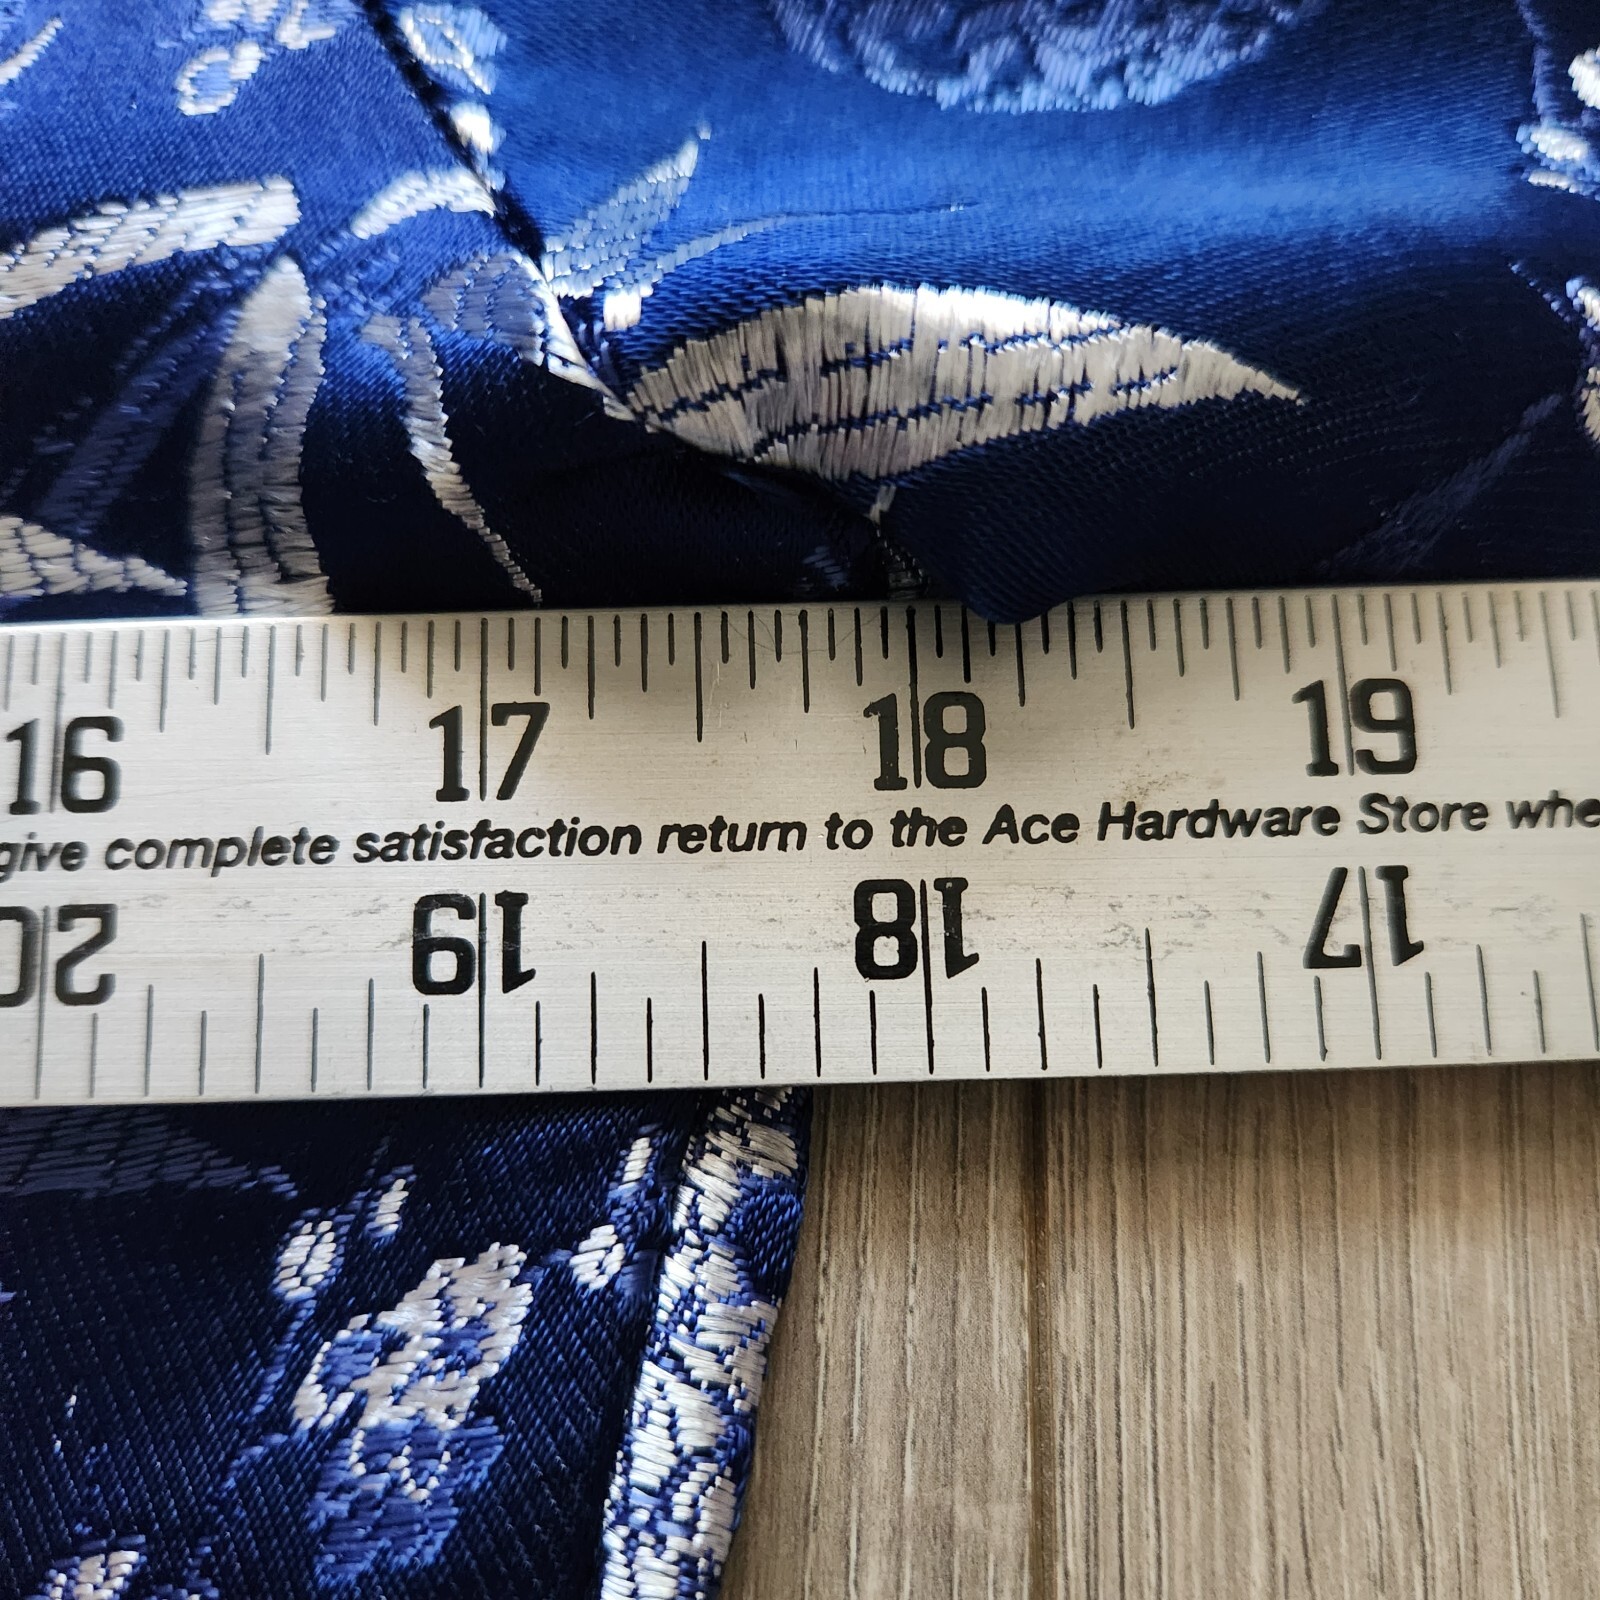 16 17 18 19
give complete satisfaction return to the Ace Hardware Store whe
20 19 18 17